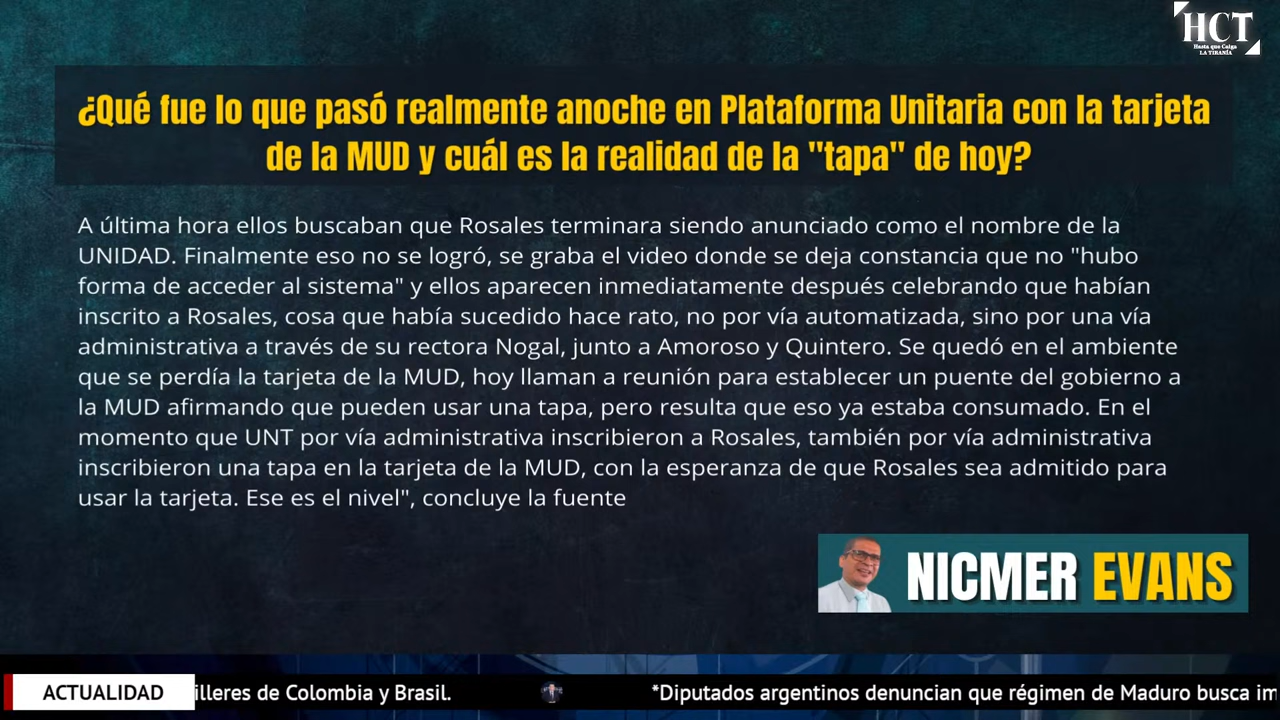 HCT
Hasta que Caiga
LA TIRANÍA
¿Qué fue lo que pasó realmente anoche en Plataforma Unitaria con la tarjeta
de la MUD y cuál es la realidad de la "tapa" de hoy?
A última hora ellos buscaban que Rosales terminara siendo anunciado como el nombre de la
UNIDAD. Finalmente eso no se logró, se graba el video donde se deja constancia que no "hubo
forma de acceder al sistema" y ellos aparecen inmediatamente después celebrando que habían
inscrito a Rosales, cosa que había sucedido hace rato, no por vía automatizada, sino por una vía
administrativa a través de su rectora Nogal, junto a Amoroso y Quintero. Se quedó en el ambiente
que se perdía la tarjeta de la MUD, hoy llaman a reunión para establecer un puente del gobierno a
la MUD afirmando que pueden usar una tapa, pero resulta que eso ya estaba consumado. En el
momento que UNT por vía administrativa inscribieron a Rosales, también por vía administrativa
inscribieron una tapa en la tarjeta de la MUD, con la esperanza de que Rosales sea admitido para
usar la tarjeta. Ese es el nivel", concluye la fuente
NICMER EVANS
ACTUALIDAD illeres de Colombia y Brasil. *Diputados argentinos denuncian que régimen de Maduro busca im